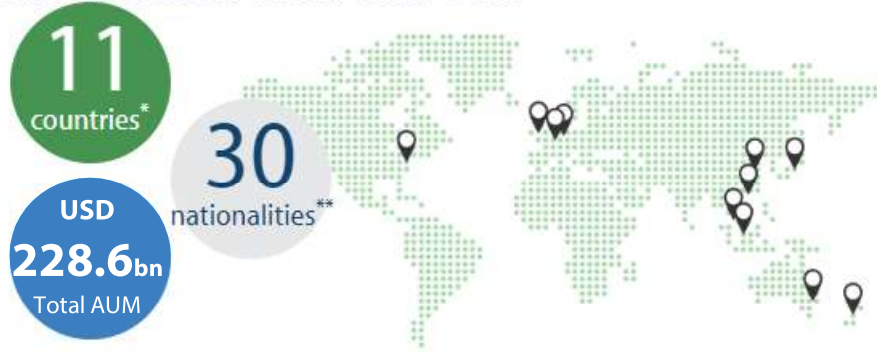 11
countries*
30
nationalities**
USD
228.6bn
Total AUM